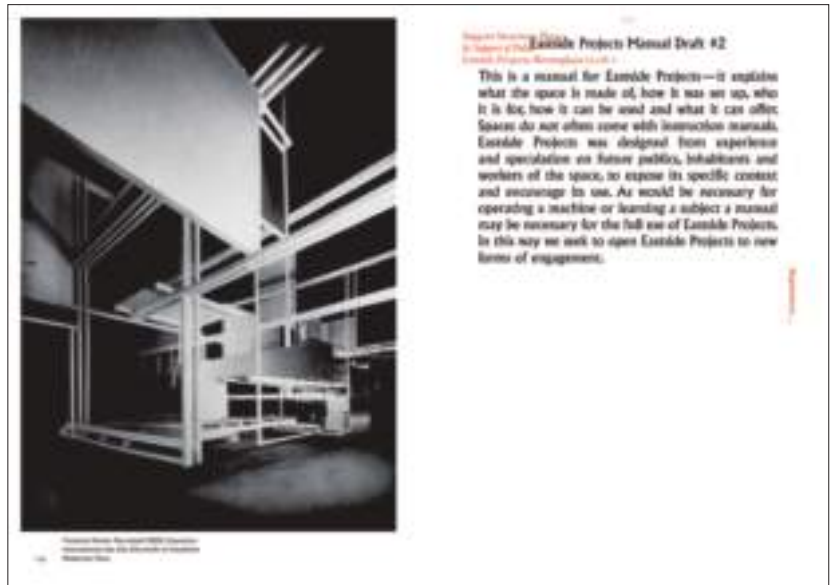 Eastside Projects Manual Draft #2
This is a manual for Eastside Projects—it explains
what the space is made of, how it was set up, who
it is for, how it can be used and what it can offer.
Spaces do not often come with instruction manuals.
Eastside Projects was designed from experience
and speculation on future publics, inhabitants and
workers of the space, to expose its specific context
and encourage its use. As would be necessary for
operating a machine or learning a subject a manual
may be necessary for the full use of Eastside Projects.
In this way we seek to open Eastside Projects to new
forms of engagement.